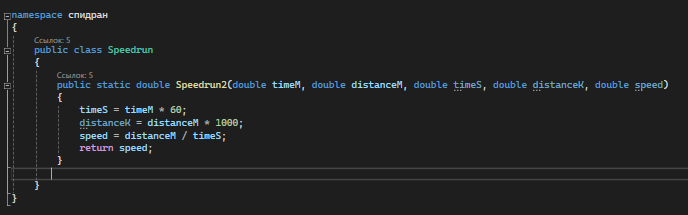 namespace спидран
{
Ссылок: 5
public class Speedrun
{
Ссылок: 5
public static double Speedrun2(double timeM, double distanceM, double timeS, double distanceK, double speed)
{
timeS = timeM * 60;
distanceK = distanceM * 1000;
speed = distanceM / timeS;
return speed;
}
}
}